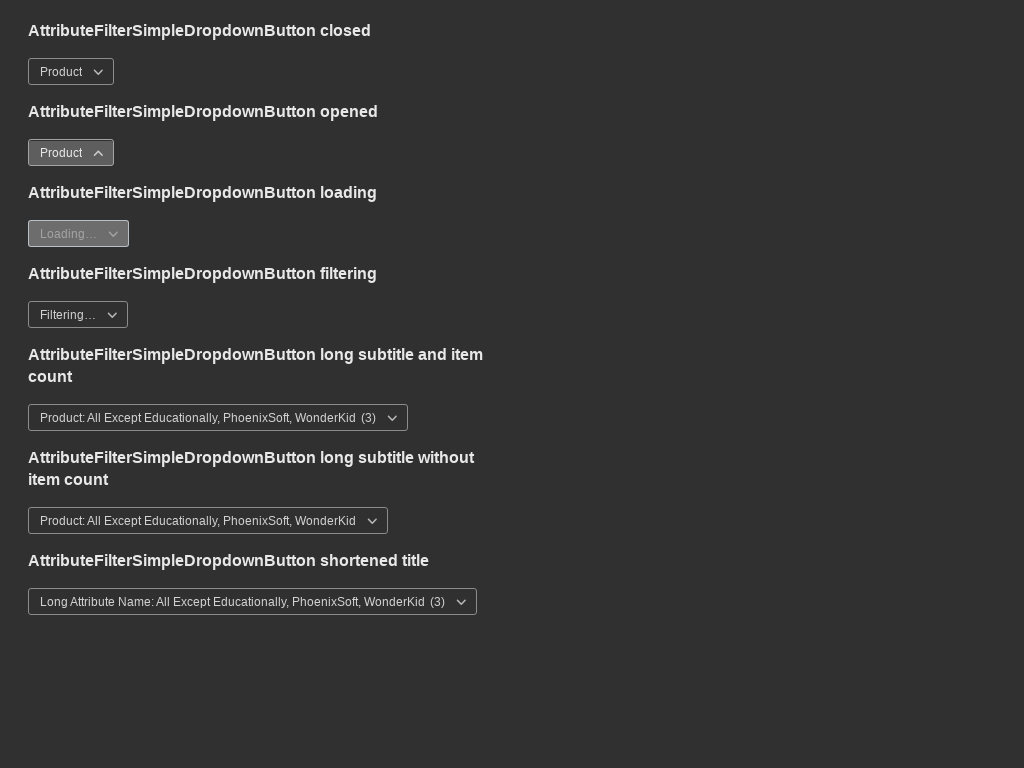 AttributeFilterSimpleDropdownButton closed
Product
AttributeFilterSimpleDropdownButton opened
Product
AttributeFilterSimpleDropdownButton loading
Loading…
AttributeFilterSimpleDropdownButton filtering
Filtering…
AttributeFilterSimpleDropdownButton long subtitle and item
count
Product: All Except Educationally, PhoenixSoft, WonderKid (3)
AttributeFilterSimpleDropdownButton long subtitle without
item count
Product: All Except Educationally, PhoenixSoft, WonderKid
AttributeFilterSimpleDropdownButton shortened title
Long Attribute Name: All Except Educationally, PhoenixSoft, WonderKid (3)